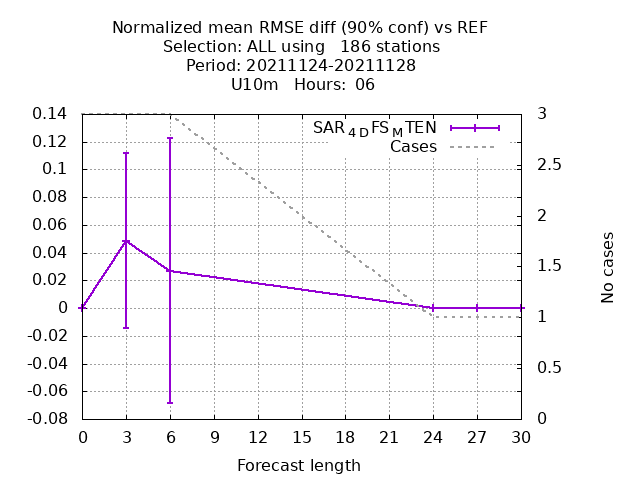 Normalized mean RMSE diff (90% conf) vs REF
Selection: ALL using   186 stations
Period: 20211124-20211128
U10m   Hours:  06
SAR4DFSMTEN
Cases
0.14
0.12
0.1
0.08
0.06
0.04
0.02
0
-0.02
-0.04
-0.06
-0.08
3
2.5
2
1.5
1
0.5
0
No cases
0 3 6 9 12 15 18 21 24 27 30
Forecast length